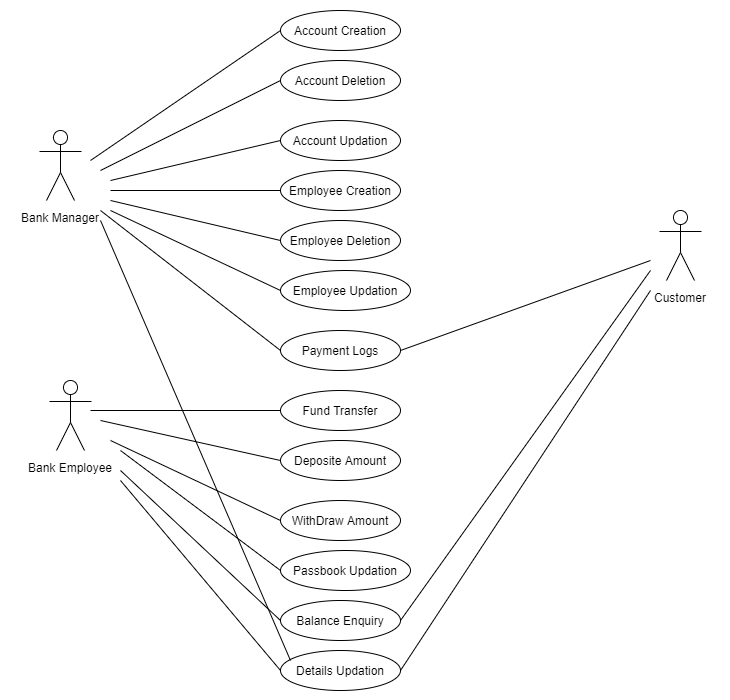 Account Creation
Account Deletion
Account Updation
Employee Creation
Bank Manager
Employee Deletion
Employee Updation
Customer
Payment Logs
Fund Transfer
Deposite Amount
Bank Employee
WithDraw Amount
Passbook Updation
Balance Enquiry
Details Updation